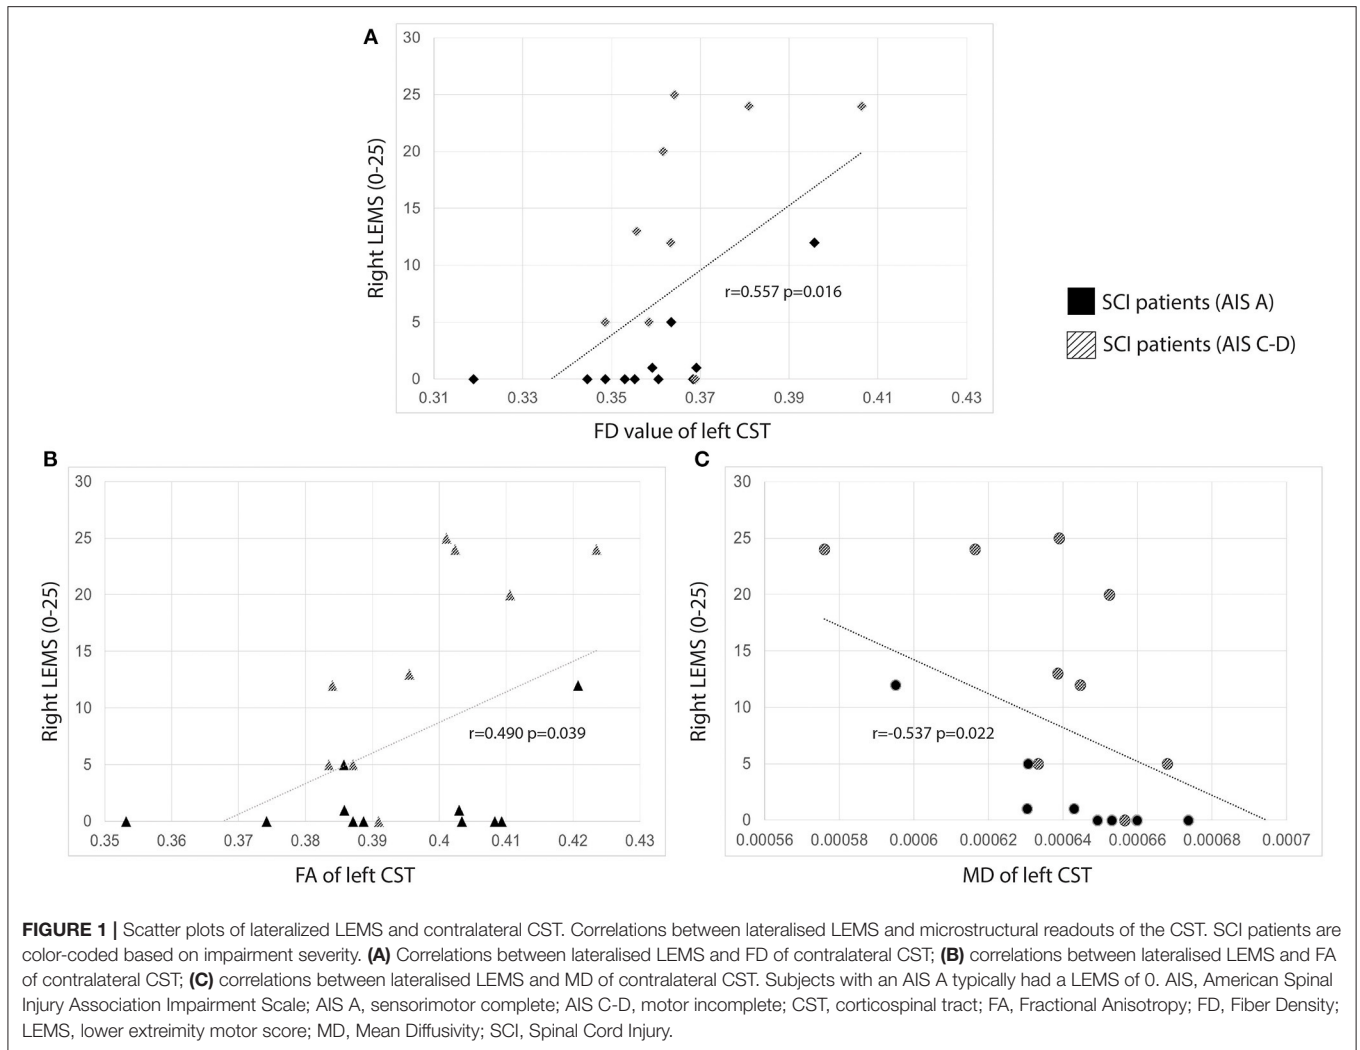 A
30
25
20
15
10
5
0
Right LEMS (0-25)
r=0.557 p=0.016
0.31 0.33 0.35 0.37 0.39 0.41 0.43
FD value of left CST
SCI patients (AIS A)
SCI patients (AIS C-D)
B
30
25
20
15
10
5
0
Right LEMS (0-25)
r=0.490 p=0.039
0.35 0.36 0.37 0.38 0.39 0.4 0.41 0.42 0.43
FA of left CST
C
30
25
20
15
10
5
0
Right LEMS (0-25)
r=-0.537 p=0.022
0.00056 0.00058 0.0006 0.00062 0.00064 0.00066 0.00068 0.0007
MD of left CST
FIGURE 1 | Scatter plots of lateralized LEMS and contralateral CST. Correlations between lateralised LEMS and microstructural readouts of the CST. SCI patients are
color-coded based on impairment severity. (A) Correlations between lateralised LEMS and FD of contralateral CST; (B) correlations between lateralised LEMS and FA
of contralateral CST; (C) correlations between lateralised LEMS and MD of contralateral CST. Subjects with an AIS A typically had a LEMS of 0. AIS, American Spinal
Injury Association Impairment Scale; AIS A, sensorimotor complete; AIS C-D, motor incomplete; CST, corticospinal tract; FA, Fractional Anisotropy; FD, Fiber Density;
LEMS, lower extreimity motor score; MD, Mean Diffusivity; SCI, Spinal Cord Injury.